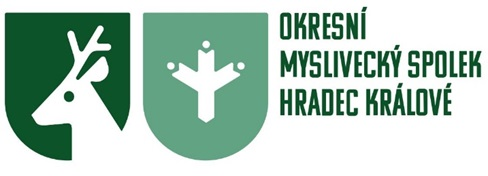 OKRESNÍ
MYSLIVECKÝ SPOLEK
HRADEC KRÁLOVÉ